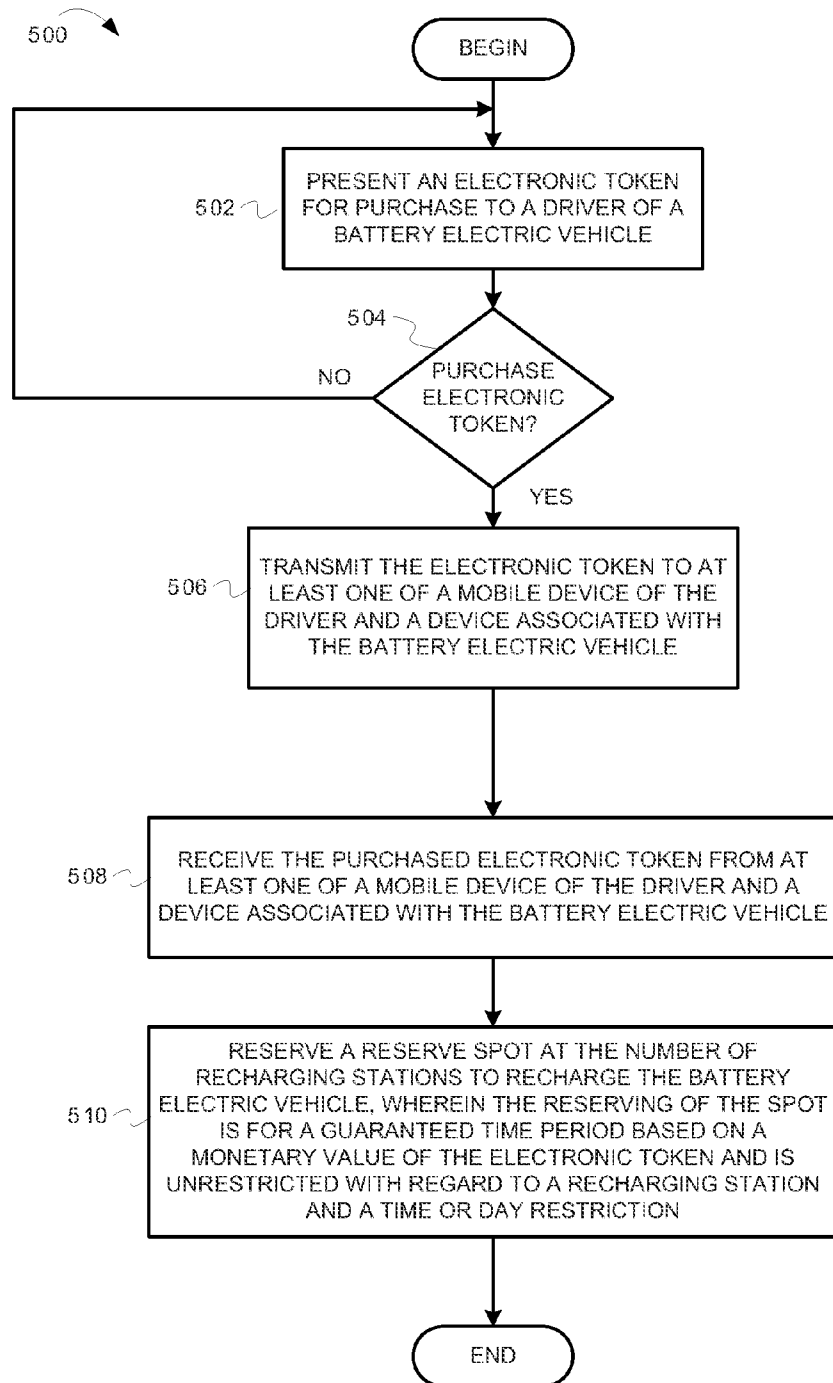 500
BEGIN
PRESENT AN ELECTRONIC TOKEN
FOR PURCHASE TO A DRIVER OF A
BATTERY ELECTRIC VEHICLE
502
504
PURCHASE
ELECTRONIC
TOKEN?
NO
YES
TRANSMIT THE ELECTRONIC TOKEN TO AT
LEAST ONE OF A MOBILE DEVICE OF THE
DRIVER AND A DEVICE ASSOCIATED WITH
THE BATTERY ELECTRIC VEHICLE
506
RECEIVE THE PURCHASED ELECTRONIC TOKEN FROM AT
LEAST ONE OF A MOBILE DEVICE OF THE DRIVER AND A
DEVICE ASSOCIATED WITH THE BATTERY ELECTRIC VEHICLE
508
RESERVE A RESERVE SPOT AT THE NUMBER OF
RECHARGING STATIONS TO RECHARGE THE BATTERY
ELECTRIC VEHICLE, WHEREIN THE RESERVING OF THE SPOT
IS FOR A GUARANTEED TIME PERIOD BASED ON A
MONETARY VALUE OF THE ELECTRONIC TOKEN AND IS
UNRESTRICTED WITH REGARD TO A RECHARGING STATION
AND A TIME OR DAY RESTRICTION
510
END